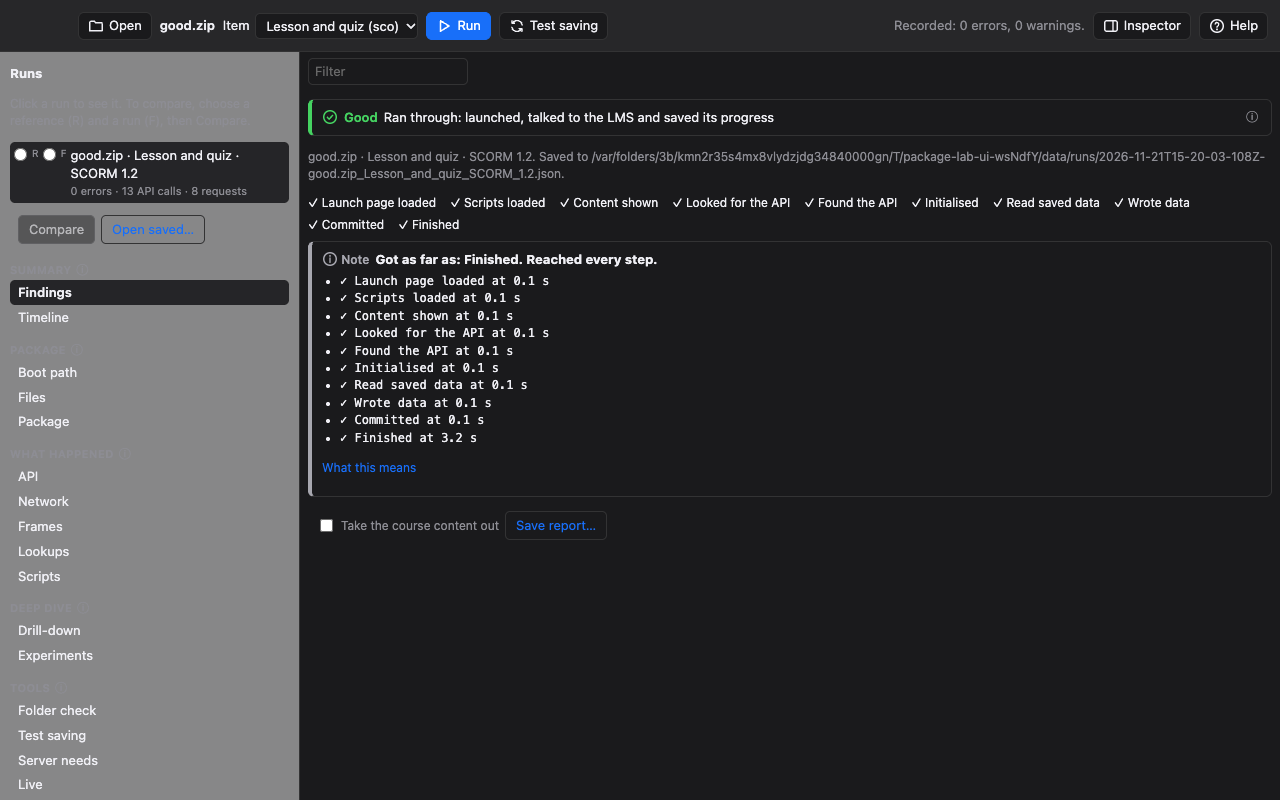 Open good.zip Item Lesson and quiz (sco) Run Test saving Recorded: 0 errors, 0 warnings. Inspector Help
Runs
Click a run to see it. To compare, choose a
reference (R) and a run (F), then Compare.
R F good.zip · Lesson and quiz ·
SCORM 1.2
0 errors · 13 API calls · 8 requests
Compare Open saved...
SUMMARY
Findings
Timeline
PACKAGE
Boot path
Files
Package
WHAT HAPPENED
API
Network
Frames
Lookups
Scripts
DEEP DIVE
Drill-down
Experiments
TOOLS
Folder check
Test saving
Server needs
Live
Filter
Good Ran through: launched, talked to the LMS and saved its progress
good.zip · Lesson and quiz · SCORM 1.2. Saved to /var/folders/3b/kmn2r35s4mx8vlydzjdg34840000gn/T/package-lab-ui-wsNdfY/data/runs/2026-11-21T15-20-03-108Z-
good.zip_Lesson_and_quiz_SCORM_1.2.json.
✓ Launch page loaded ✓ Scripts loaded ✓ Content shown ✓ Looked for the API ✓ Found the API ✓ Initialised ✓ Read saved data ✓ Wrote data
✓ Committed ✓ Finished
Note Got as far as: Finished. Reached every step.
• ✓ Launch page loaded at 0.1 s
• ✓ Scripts loaded at 0.1 s
• ✓ Content shown at 0.1 s
• ✓ Looked for the API at 0.1 s
• ✓ Found the API at 0.1 s
• ✓ Initialised at 0.1 s
• ✓ Read saved data at 0.1 s
• ✓ Wrote data at 0.1 s
• ✓ Committed at 0.1 s
• ✓ Finished at 3.2 s
What this means
Take the course content out Save report...